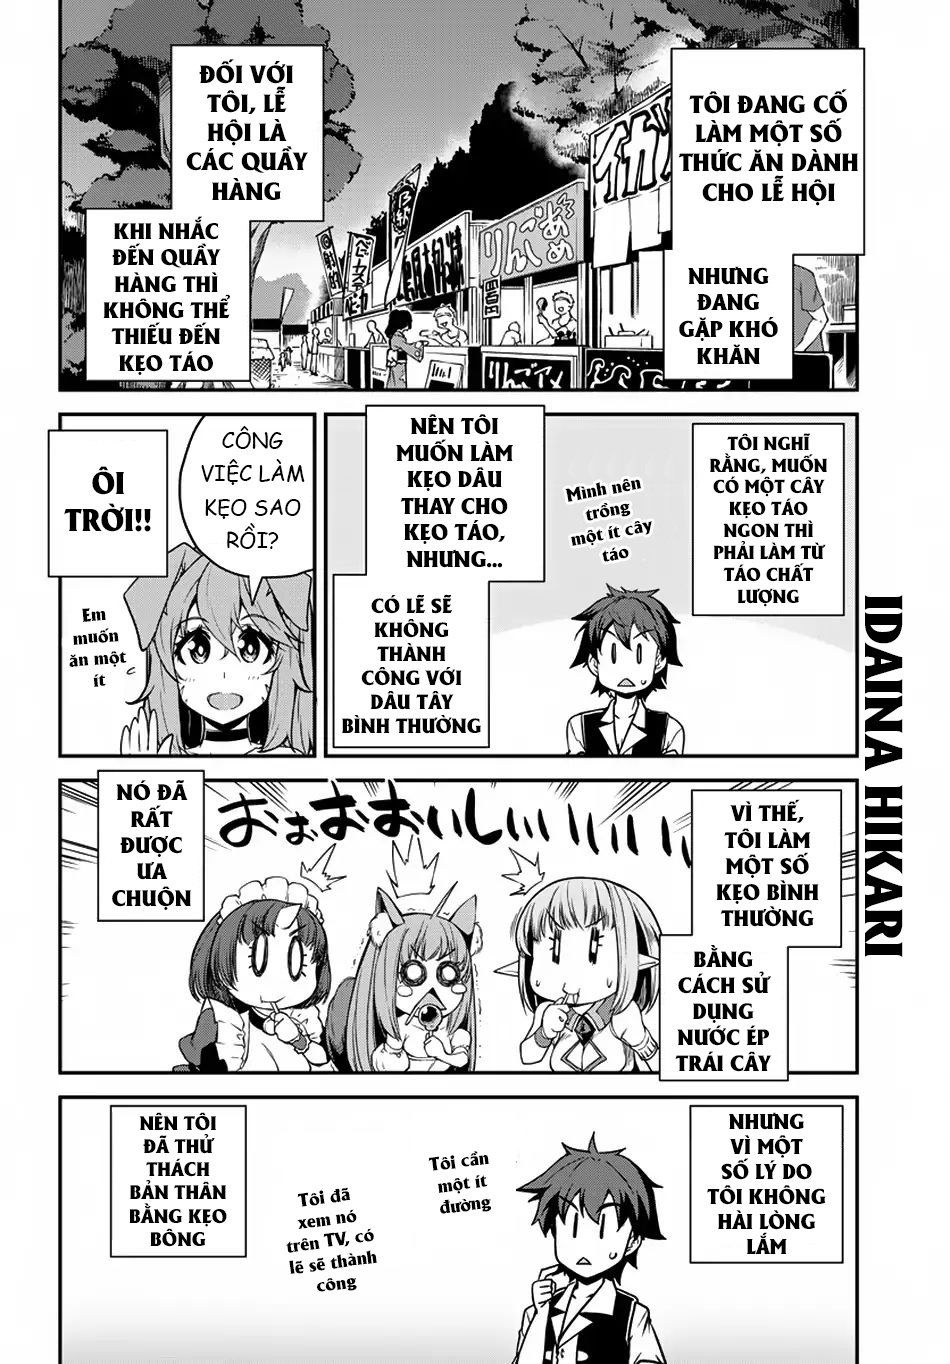 TÔI ĐANG CỐ
LÀM MỘT SỐ
THỨC ĂN DÀNH
CHO LỄ HỘI
NHƯNG
ĐANG
GẶP KHÓ
KHĂN
ĐỐI VỚI
TÔI, LỄ
HỘI LÀ
CÁC QUẦY
HÀNG
KHI NHẮC
ĐẾN QUẦY
HÀNG THÌ
KHÔNG THỂ
THIẾU ĐẾN
KẸO TÁO
イカ
りんごあめ
りんごアメ
TÔI NGHĨ
RẰNG, MUỐN
CÓ MỘT CÂY
KẸO TÁO
NGON THÌ
PHẢI LÀM TỪ
TÁO CHẤT
LƯỢNG
Mình nên
trồng
một ít cây
táo
NÊN TÔI
MUỐN LÀM
KẸO DÂU
THAY CHO
KẸO TÁO,
NHƯNG...
CÓ LẼ SẼ
KHÔNG
THÀNH
CÔNG VỚI
DÂU TÂY
BÌNH THƯỜNG
CÔNG
VIỆC LÀM
KẸO SAO
RỒI?
ÔI
TRỜI!!
Em
muốn
ăn một
ít
IDAINA HIKARI
VÌ THẾ,
TÔI LÀM
MỘT SỐ
KẸO BÌNH
THƯỜNG
BẰNG
CÁCH SỬ
DỤNG
NƯỚC ÉP
TRÁI CÂY
おぉおおいしぃぃぃぃぃぃ
NÓ ĐÃ
RẤT
ĐƯỢC
ƯA
CHUỘN
NHƯNG
VÌ MỘT
SỐ LÝ DO
TÔI KHÔNG
HÀI LÒNG
LẮM
Tôi cần
một ít
đường
Tôi đã
xem nó
trên TV, có
lẽ sẽ thành
công
NÊN TÔI
ĐÃ THỬ
THÁCH
BẢN THÂN
BẰNG KẸO
BÔNG